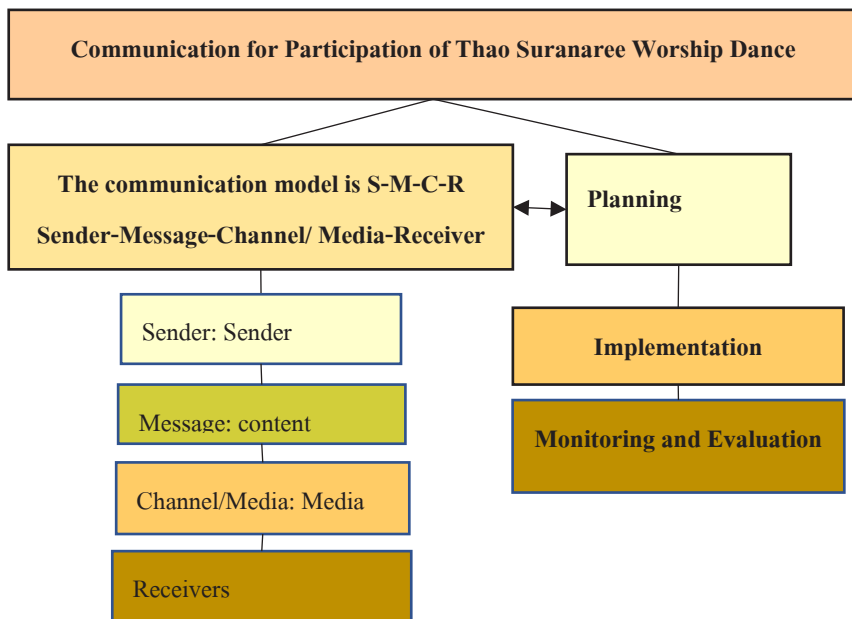 Communication for Participation of Thao Suranaree Worship Dance
The communication model is S-M-C-R
Sender-Message-Channel/ Media-Receiver
Planning
Sender: Sender
Implementation
Message: content
Monitoring and Evaluation
Channel/Media: Media
Receivers